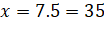 x = 7.5 = 35